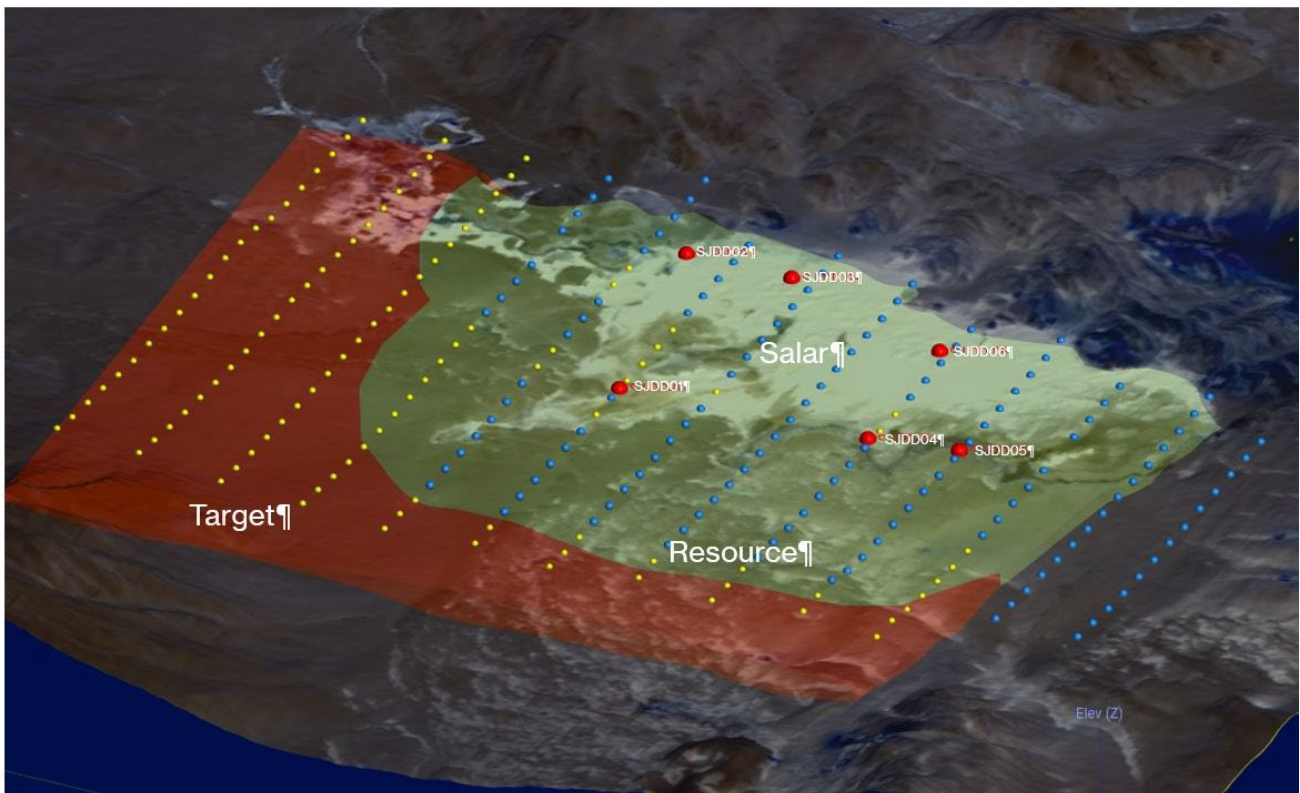 SJDD02¶
SJDD03¶
Salar¶
SJDD06¶
SJDD01¶
SJDD04¶
SJDD05¶
Target¶
Resource¶
Elev (Z)